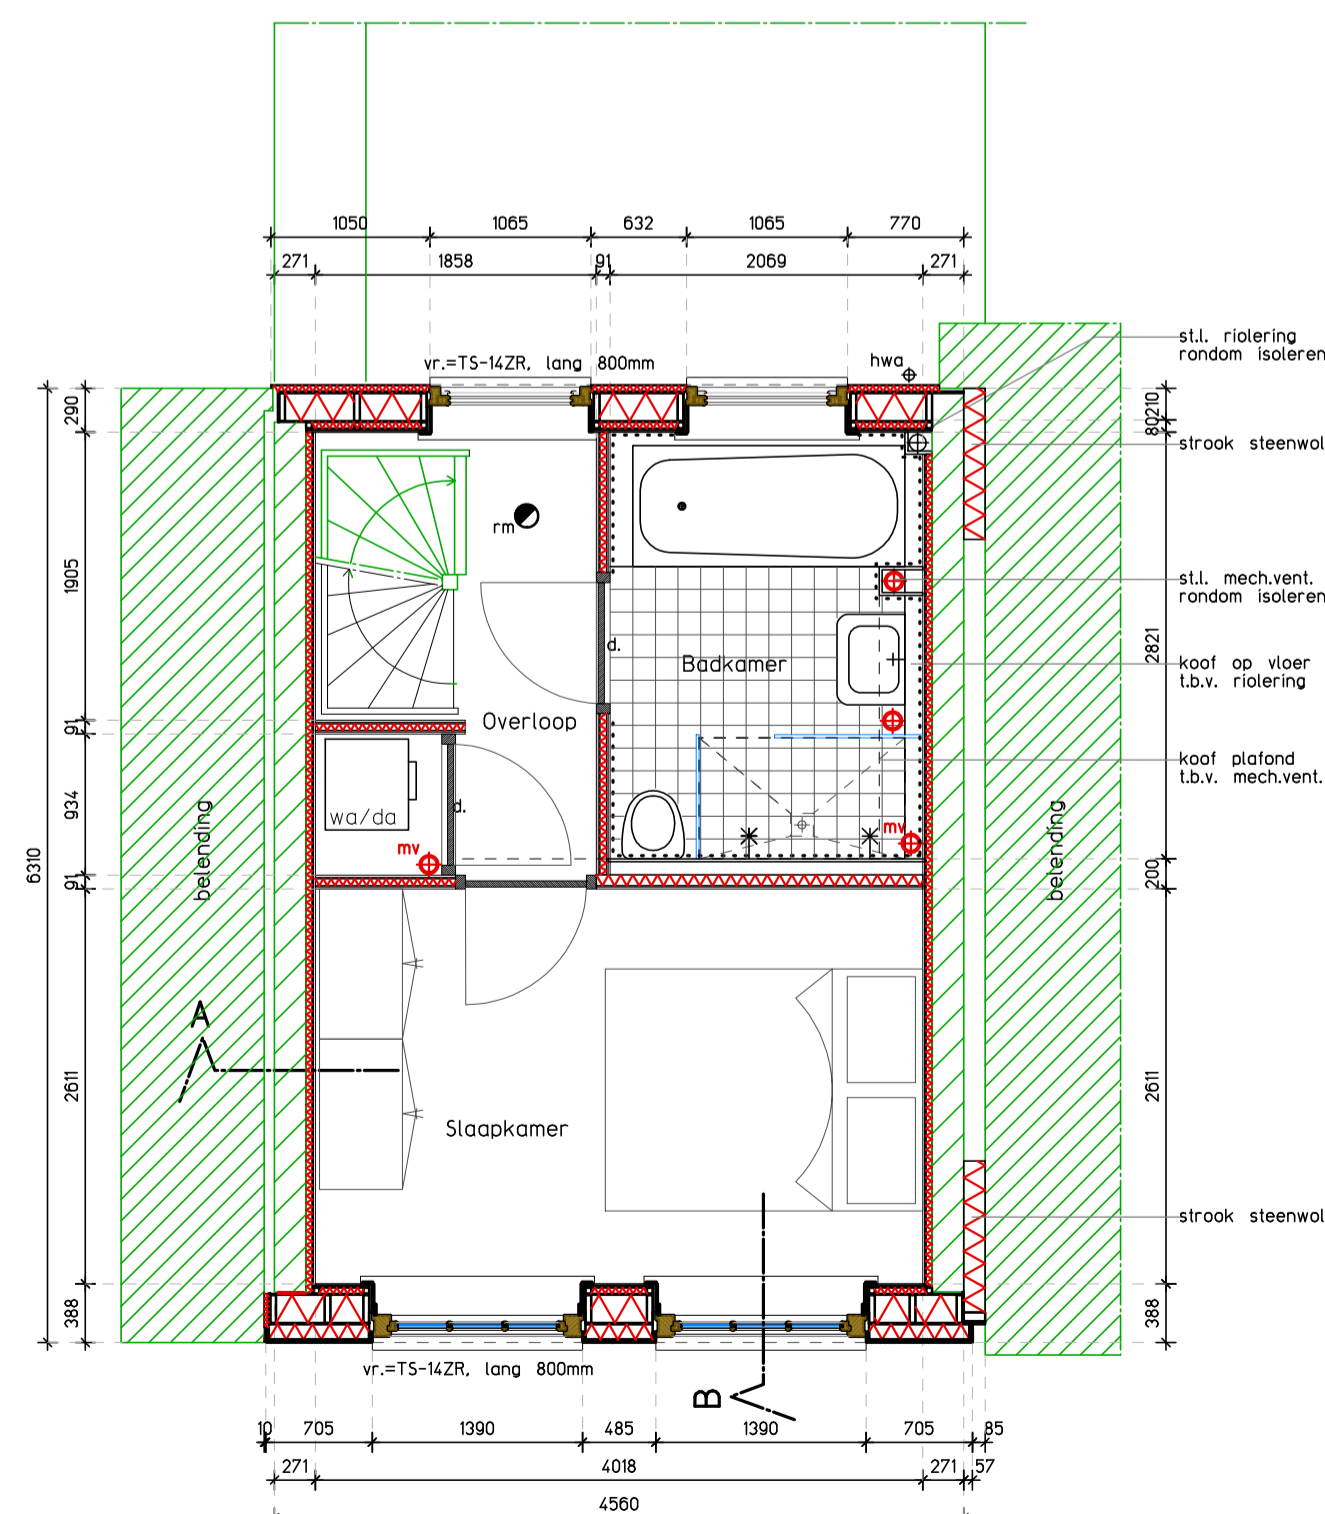 1050 1065 632 1065 770
271 1858 91 2069 271
vr.=TS-14ZR, lang 800mm
hwa
st.l. riolering
rondom isoleren
290
80 210
strook steenwol
rm
1905
st.l. mech.vent.
rondom isoleren
d.
2821
Badkamer
koof op vloer
t.b.v. riolering
Overloop
91
koof plafond
t.b.v. mech.vent.
934
d.
wa/da
mv
mv
belending
belending
6310
91
200
A
2611
2611
Slaapkamer
strook steenwol
388
388
vr.=TS-14ZR, lang 800mm
B
10 705 1390 485 1390 705 85
271 4018 271 57
4560